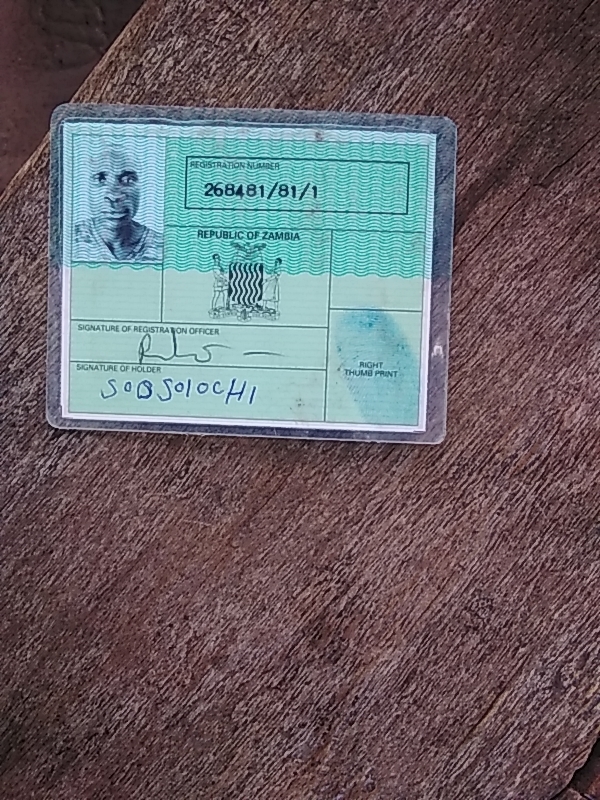 REGISTRATION NUMBER
268481/81/1
REPUBLIC OF ZAMBIA
SIGNATURE OF REGISTRATION OFFICER
SIGNATURE OF HOLDER
SOBSOLOCHI
RIGHT
THUMB PRINT